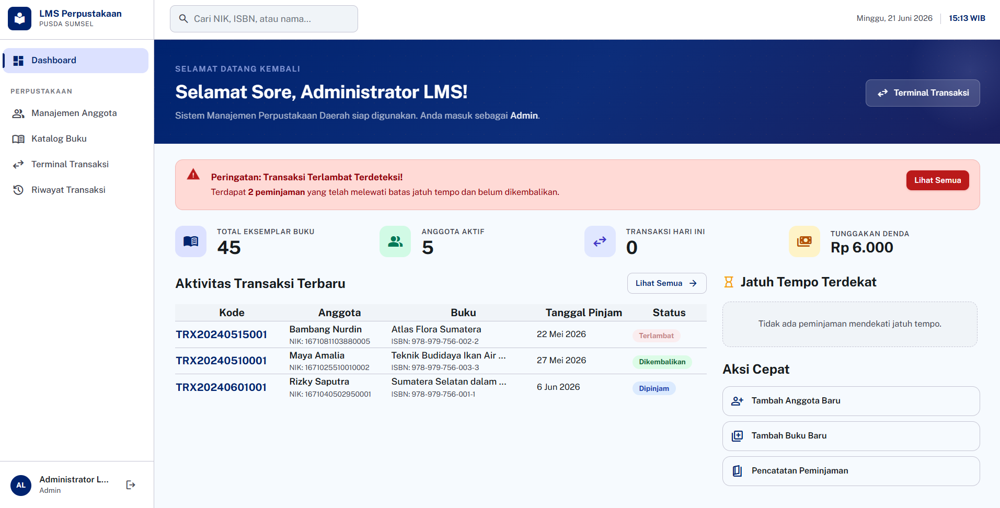 LMS Perpustakaan
PUSDA SUMSEL
Cari NIK, ISBN, atau nama...
Minggu, 21 Juni 2026
15:13 WIB
Dashboard
PERPUSTAKAAN
Manajemen Anggota
Katalog Buku
Terminal Transaksi
Riwayat Transaksi
Administrator L...
AL
Admin
SELAMAT DATANG KEMBALI
Selamat Sore, Administrator LMS!
Sistem Manajemen Perpustakaan Daerah siap digunakan. Anda masuk sebagai Admin.
Terminal Transaksi
Peringatan: Transaksi Terlambat Terdeteksi!
Terdapat 2 peminjaman yang telah melewati batas jatuh tempo dan belum dikembalikan.
Lihat Semua
TOTAL EKSEMPLAR BUKU
45
ANGGOTA AKTIF
5
TRANSAKSI HARI INI
0
TUNGGAKAN DENDA
Rp 6.000
Aktivitas Transaksi Terbaru
Lihat Semua
Kode Anggota Buku Tanggal Pinjam Status
TRX20240515001 Bambang Nurdin Atlas Flora Sumatera 22 Mei 2026 Terlambat
NIK: 1671081103880005 ISBN: 978-979-756-002-2
TRX20240510001 Maya Amalia Teknik Budidaya Ikan Air ... 27 Mei 2026 Dikembalikan
NIK: 1671025510010002 ISBN: 978-979-756-003-3
TRX20240601001 Rizky Saputra Sumatera Selatan dalam ... 6 Jun 2026 Dipinjam
NIK: 1671040502950001 ISBN: 978-979-756-001-1
Jatuh Tempo Terdekat
Tidak ada peminjaman mendekati jatuh tempo.
Aksi Cepat
Tambah Anggota Baru
Tambah Buku Baru
Pencatatan Peminjaman